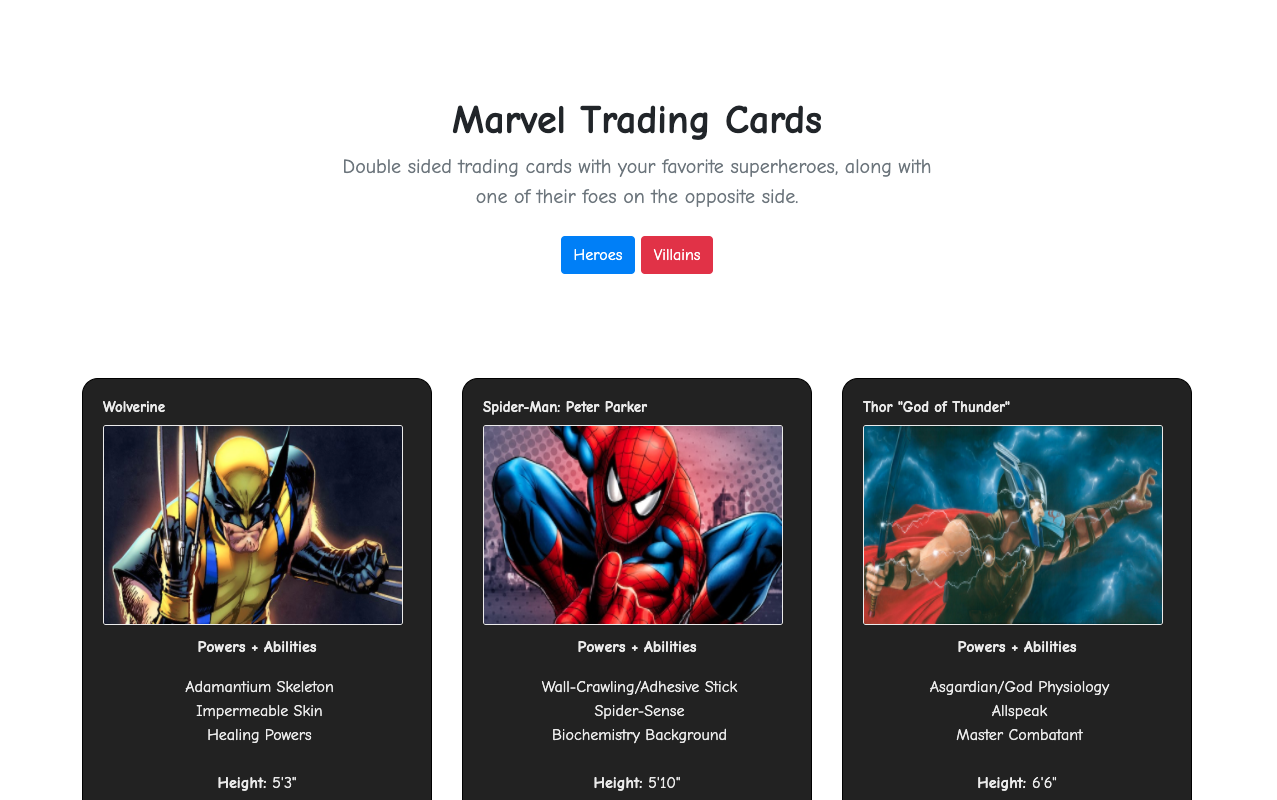 Marvel Trading Cards
Double sided trading cards with your favorite superheroes, along with
one of their foes on the opposite side.
Heroes
Villains
Wolverine
Powers + Abilities
Adamantium Skeleton
Impermeable Skin
Healing Powers
Height: 5'3"
Spider-Man: Peter Parker
Powers + Abilities
Wall-Crawling/Adhesive Stick
Spider-Sense
Biochemistry Background
Height: 5'10"
Thor "God of Thunder"
Powers + Abilities
Asgardian/God Physiology
Allspeak
Master Combatant
Height: 6'6"